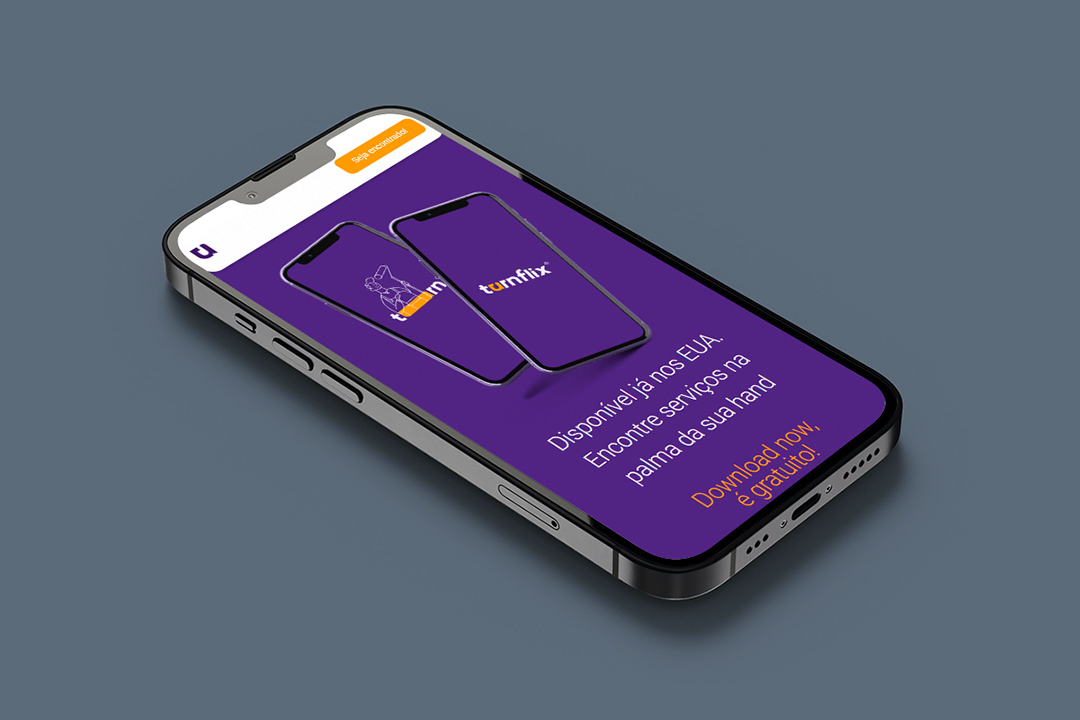 Seja encontrado!
turnflix®
Disponível já nos EUA.
Encontre serviços na
palma da sua hand
Download now,
é gratuito!